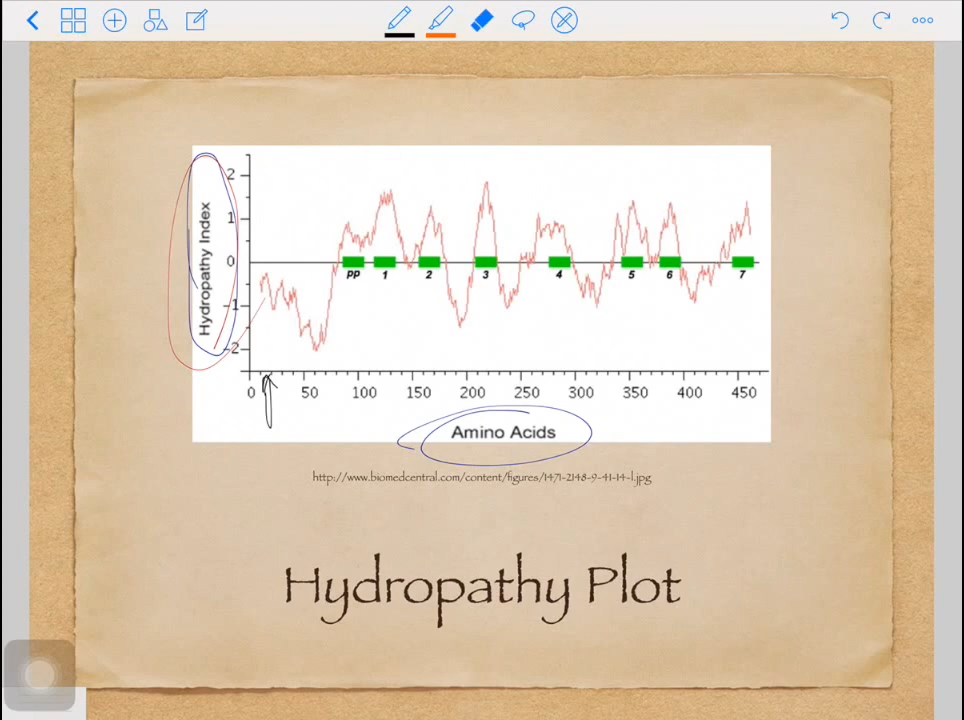 Hydropathy Index
2
1
0
-1
-2
PP 1 2 3 4 5 6 7
0 50 100 150 200 250 300 350 400 450
Amino Acids
http://www.biomedcentral.com/content/figures/1471-2148-9-41-14-l.jpg
Hydropathy Plot